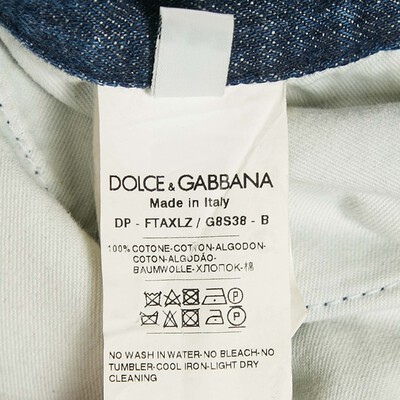 DOLCE & GABBANA
Made in Italy
DP - FTAXLZ / G8S38 - B
100% COTONE-COTTON-ALGODON-
COTON-ALGODÃO-
BAUMWOLLE-ХЛОПОК-棉
NO WASH IN WATER-NO BLEACH-NO
TUMBLER-COOL IRON-LIGHT DRY
CLEANING